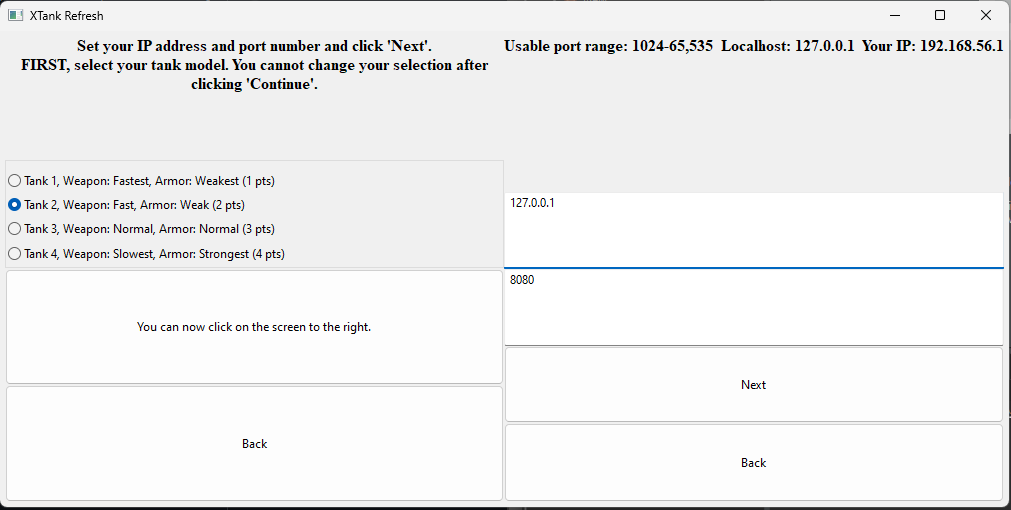 XTank Refresh
Set your IP address and port number and click 'Next'.
FIRST, select your tank model. You cannot change your selection after
clicking 'Continue'.
Usable port range: 1024-65,535 Localhost: 127.0.0.1 Your IP: 192.168.56.1
Tank 1, Weapon: Fastest, Armor: Weakest (1 pts)
Tank 2, Weapon: Fast, Armor: Weak (2 pts)
Tank 3, Weapon: Normal, Armor: Normal (3 pts)
Tank 4, Weapon: Slowest, Armor: Strongest (4 pts)
You can now click on the screen to the right.
Back
127.0.0.1
8080
Next
Back